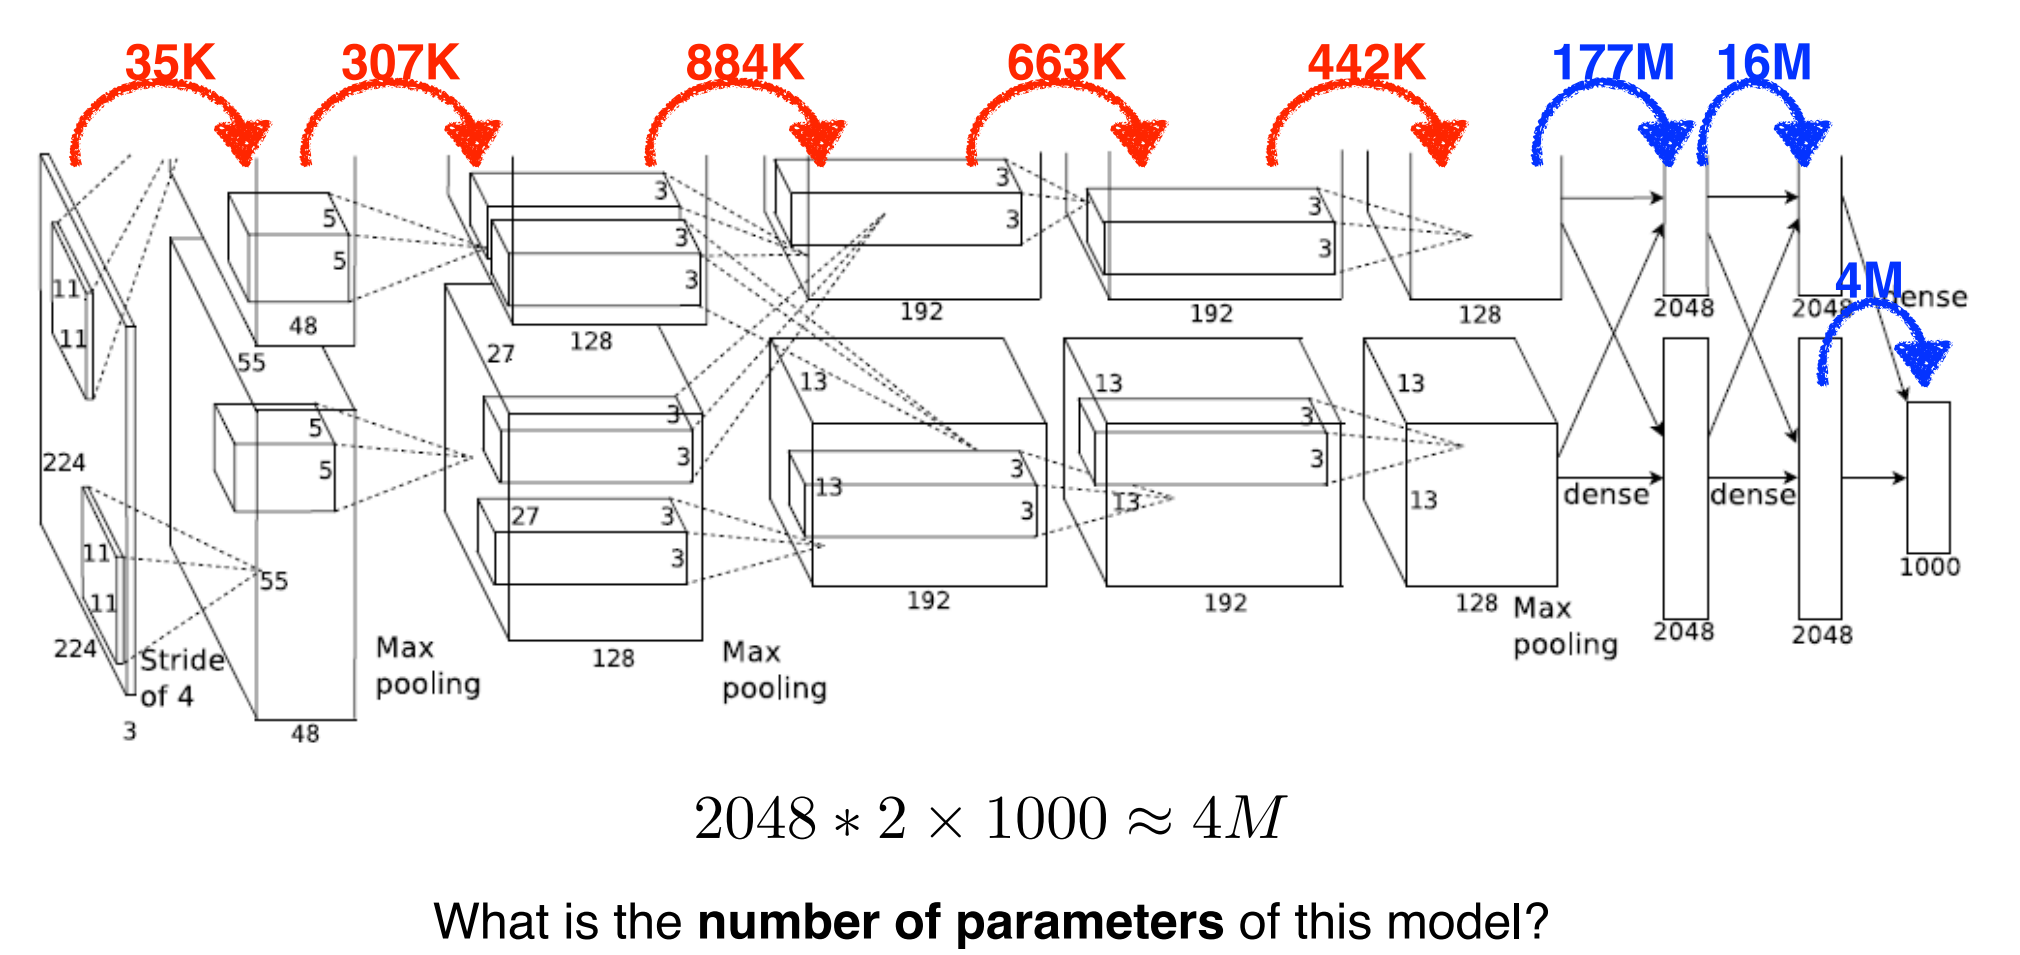 35K 307K 884K 663K 442K 177M 16M
3 3
5 3 3 3
5 3 3 3
11 3 4M
11 48 128 192 192 128 2048 2048 dense
55 27 13 13 13
5 3 3
224 5 3 3 3
13 3 13 13 dense dense
11 27 3 3
55 3
11 1000
224 Stride of 4 Max pooling 128 Max pooling 192 192 128 Max pooling 2048 2048
3 48
2048 ∗ 2 × 1000 ≈ 4M
What is the number of parameters of this model?